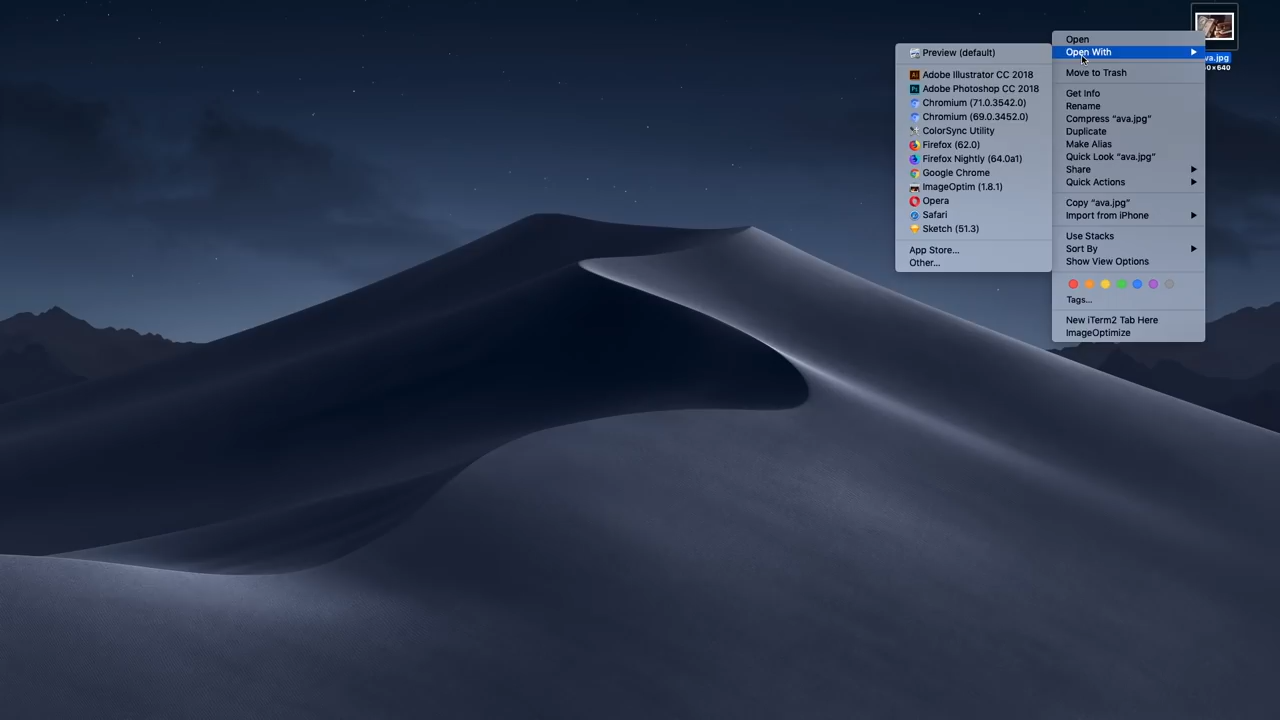 Preview (default)
Adobe Illustrator CC 2018
Adobe Photoshop CC 2018
Chromium (71.0.3542.0)
Chromium (69.0.3452.0)
ColorSync Utility
Firefox (62.0)
Firefox Nightly (64.0a1)
Google Chrome
ImageOptim (1.8.1)
Opera
Safari
Sketch (51.3)
App Store...
Other...
Open
Open With
Move to Trash
Get Info
Rename
Compress “ava.jpg”
Duplicate
Make Alias
Quick Look “ava.jpg”
Share
Quick Actions
Copy “ava.jpg”
Import from iPhone
Use Stacks
Sort By
Show View Options
Tags...
New iTerm2 Tab Here
ImageOptimize